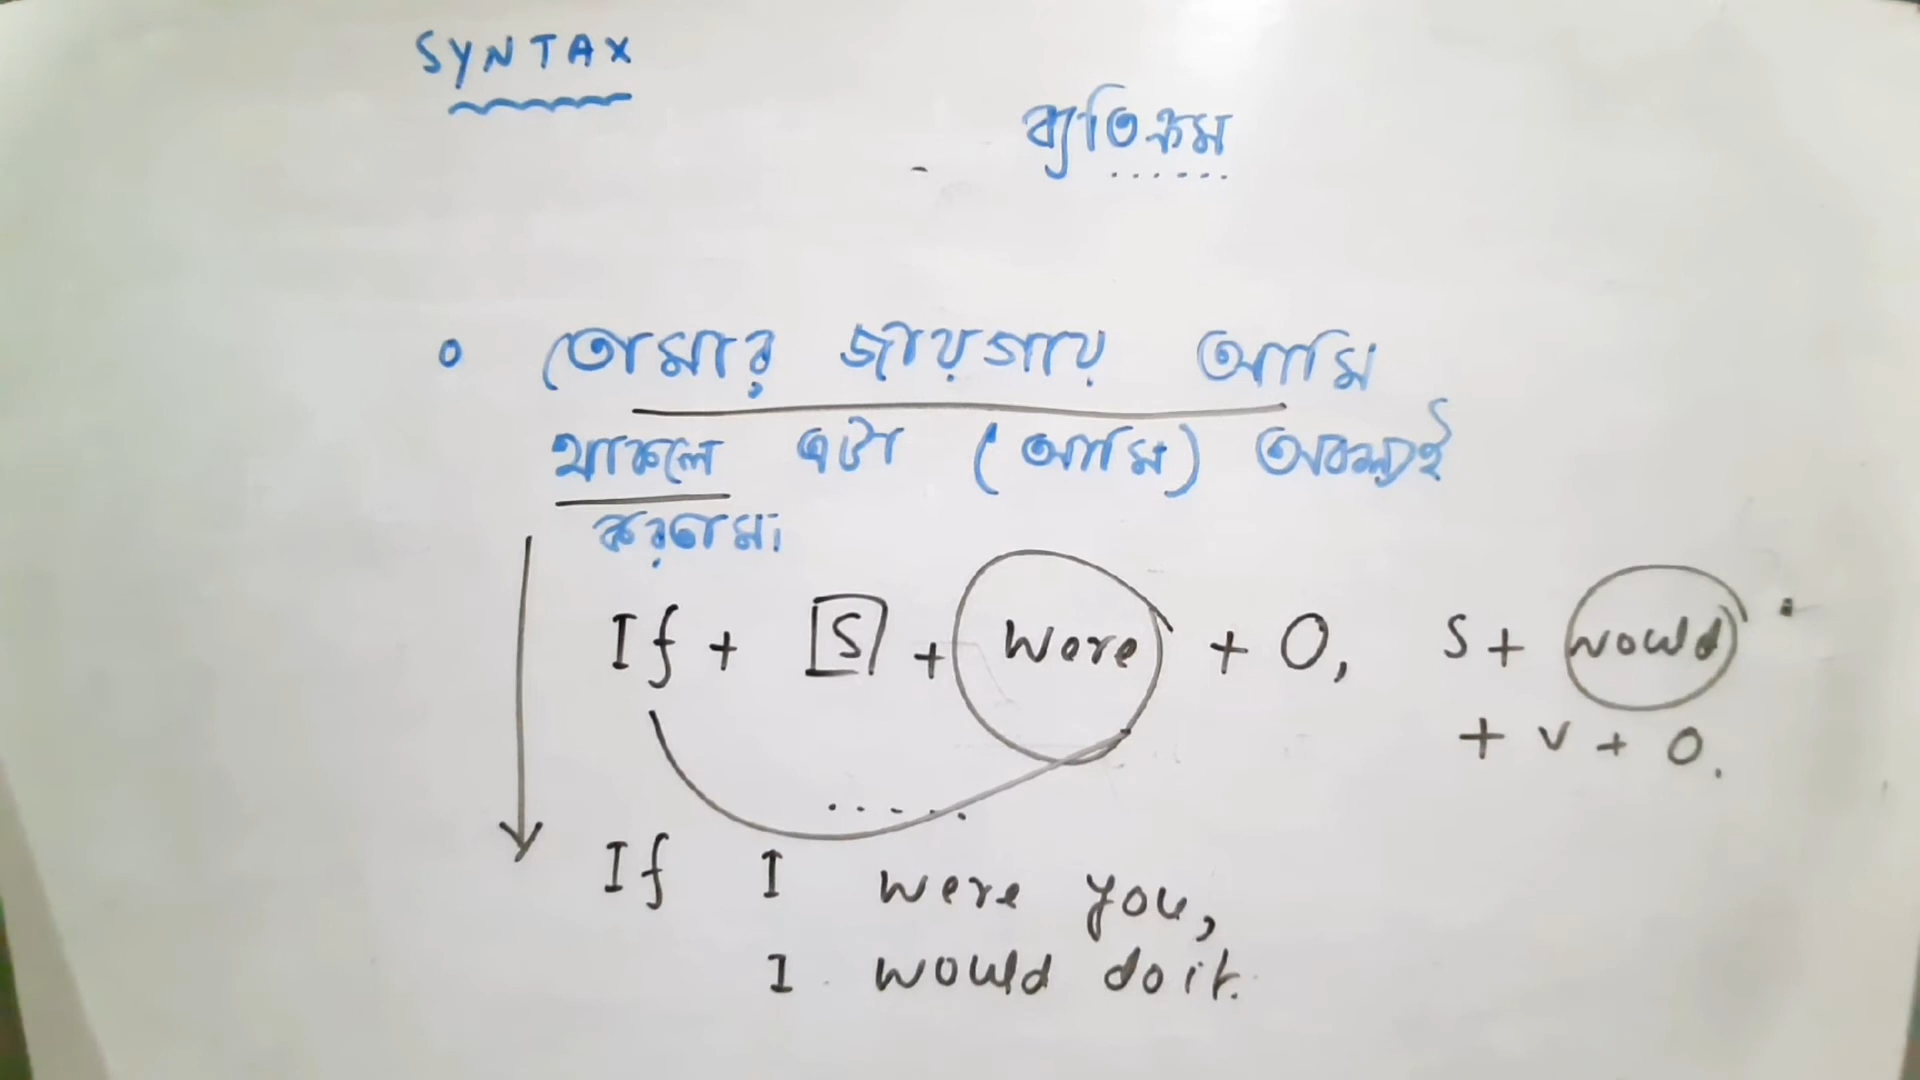 SYNTAX
ব্যতিক্রম
তোমার জায়গায় আমি
থাকলে এটা (আমি) অবশ্যই
করতাম।
If + S + were + O, S + would
+ v + O.
If I were you,
I would do it.